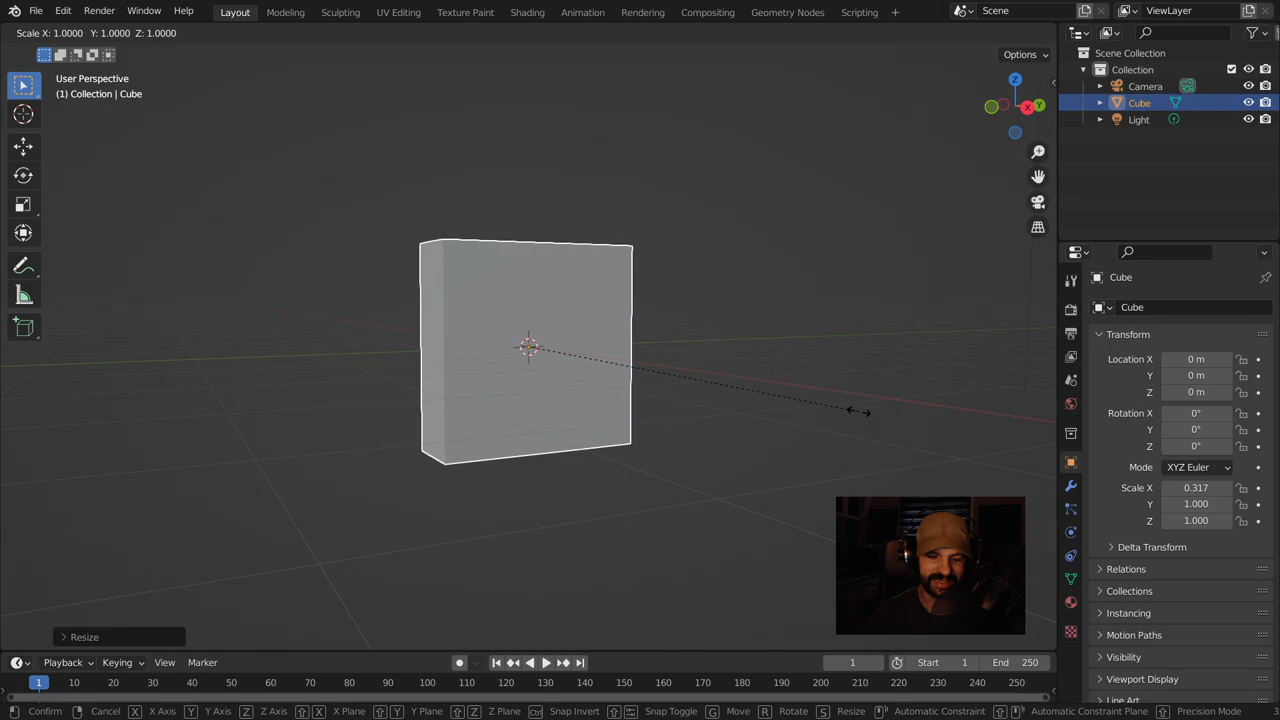 File Edit Render Window Help Layout Modeling Sculpting UV Editing Texture Paint Shading Animation Rendering Compositing Geometry Nodes Scripting + Scene ViewLayer
Scale X: 1.0000 Y: 1.0000 Z: 1.0000
Options
User Perspective
(1) Collection | Cube
Z
X
Y
Scene Collection
Collection
Camera
Cube
Light
Cube
Cube
Transform
Location X 0 m
Y 0 m
Z 0 m
Rotation X 0°
Y 0°
Z 0°
Mode XYZ Euler
Scale X 0.317
Y 1.000
Z 1.000
Delta Transform
Relations
Collections
Instancing
Motion Paths
Visibility
Viewport Display
Line Art
Resize
Playback Keying View Marker 1 Start 1 End 250
1 10 20 30 40 50 60 70 80 90 100 110 120 130 140 150 160 170 180 190 200 210 220 230 240 250
Confirm Cancel X X Axis Y Y Axis Z Z Axis X X Plane Y Y Plane Z Z Plane Ctrl Snap Invert Snap Toggle G Move R Rotate S Resize Automatic Constraint Automatic Constraint Plane Precision Mode